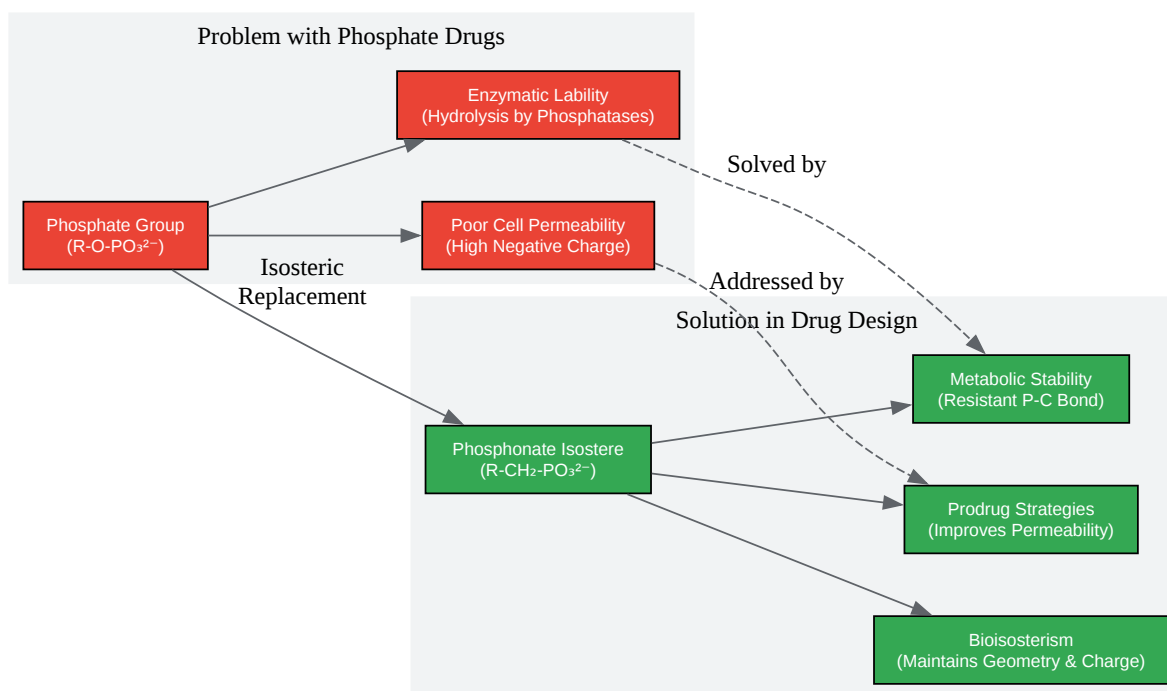 Problem with Phosphate Drugs
Enzymatic Lability
(Hydrolysis by Phosphatases)
Solved by
Phosphate Group
(R-O-PO₃²⁻)
Poor Cell Permeability
(High Negative Charge)
Isosteric
Replacement
Addressed by
Solution in Drug Design
Metabolic Stability
(Resistant P-C Bond)
Phosphonate Isostere
(R-CH₂-PO₃²⁻)
Prodrug Strategies
(Improves Permeability)
Bioisosterism
(Maintains Geometry & Charge)